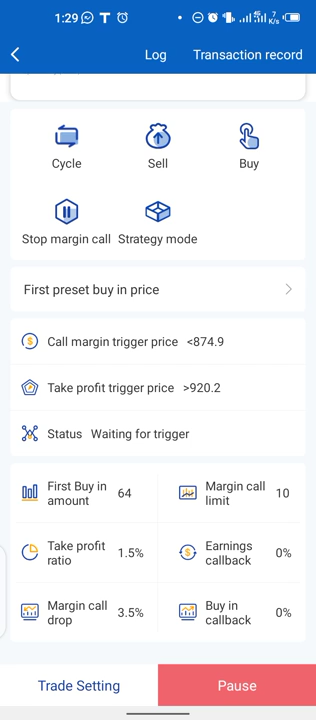 1:29
Log Transaction record
Cycle Sell Buy
Stop margin call Strategy mode
First preset buy in price
Call margin trigger price <874.9
Take profit trigger price >920.2
Status Waiting for trigger
First Buy in
amount 64
Margin call
limit 10
Take profit
ratio 1.5%
Earnings
callback 0%
Margin call
drop 3.5%
Buy in
callback 0%
Trade Setting Pause